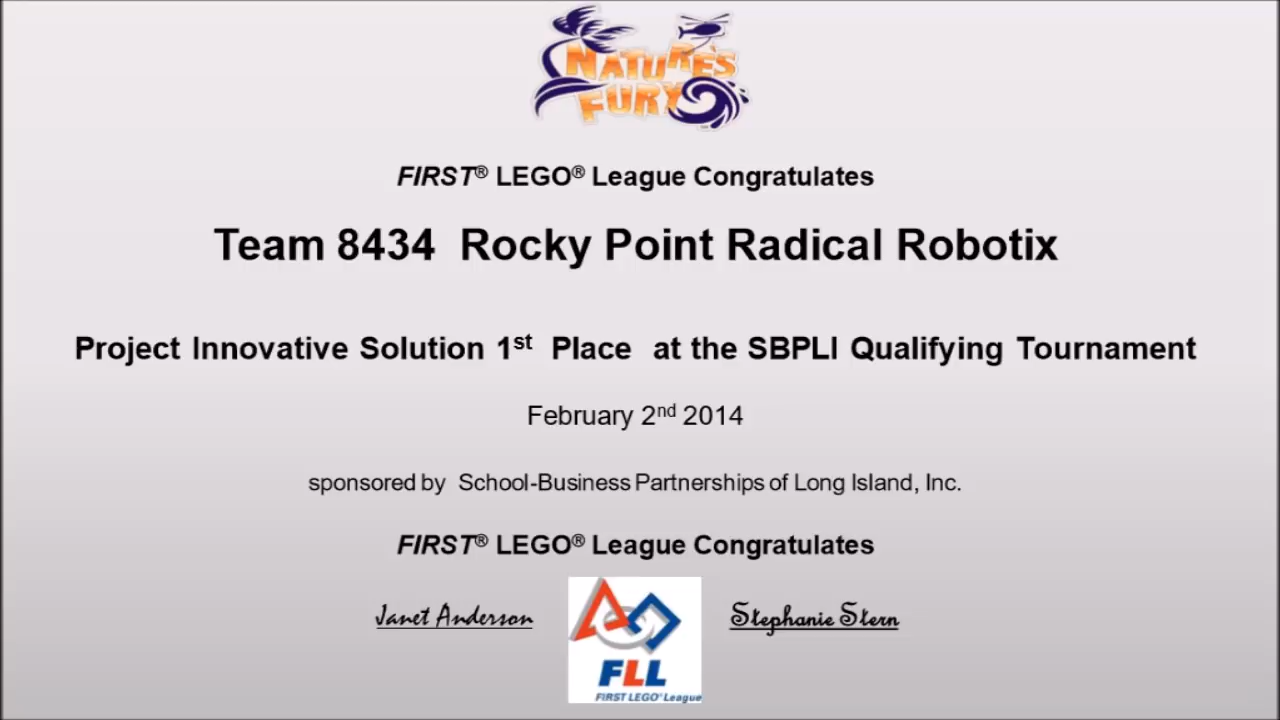 NATURE'S
FURY
FIRST® LEGO® League Congratulates
Team 8434 Rocky Point Radical Robotix
Project Innovative Solution 1st Place at the SBPLI Qualifying Tournament
February 2nd 2014
sponsored by School-Business Partnerships of Long Island, Inc.
FIRST® LEGO® League Congratulates
Janet Anderson
Stephanie Stern
FLL
FIRST LEGO® League